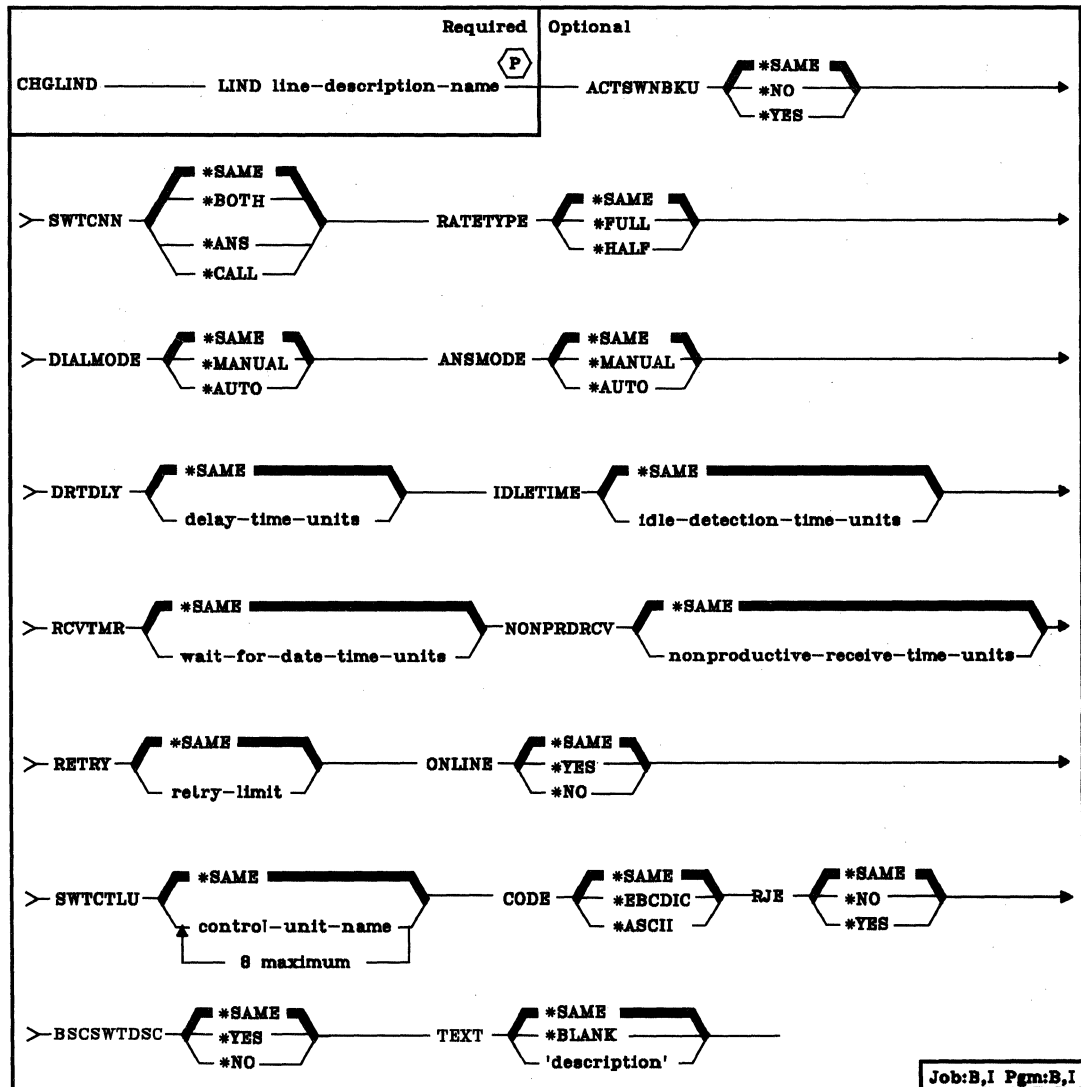 Required Optional
P
CHGLIND LIND line-description-name ACTSWNBKU *SAME
*NO
*YES
SWTCNN *SAME
*BOTH
*ANS
*CALL
RATETYPE *SAME
*FULL
*HALF
DIALMODE *SAME
*MANUAL
*AUTO
ANSMODE *SAME
*MANUAL
*AUTO
DRTDLY *SAME
delay-time-units
IDLETIME *SAME
idle-detection-time-units
RCVTMR *SAME
wait-for-date-time-units
NONPRDRCV *SAME
nonproductive-receive-time-units
RETRY *SAME
retry-limit
ONLINE *SAME
*YES
*NO
SWTCTLU *SAME
control-unit-name
8 maximum
CODE *SAME
*EBCDIC
*ASCII
RJE *SAME
*NO
*YES
BSCSWTDSC *SAME
*YES
*NO
TEXT *SAME
*BLANK
'description'
Job:B,I Pgm:B,I